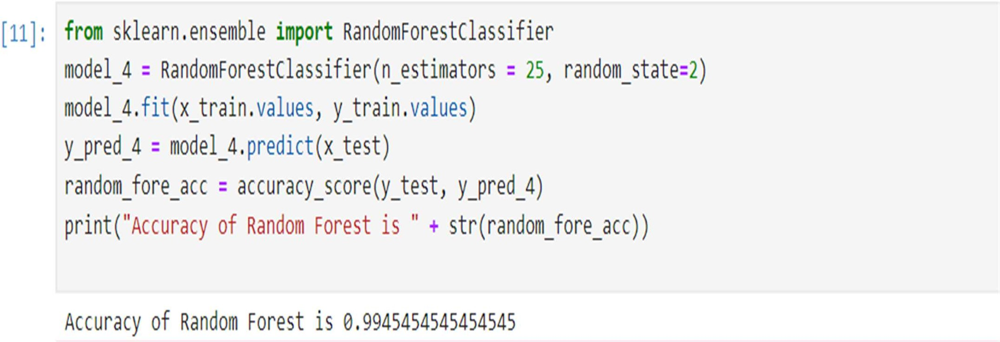 [11]: from sklearn.ensemble import RandomForestClassifier
model_4 = RandomForestClassifier(n_estimators = 25, random_state=2)
model_4.fit(x_train.values, y_train.values)
y_pred_4 = model_4.predict(x_test)
random_fore_acc = accuracy_score(y_test, y_pred_4)
print("Accuracy of Random Forest is " + str(random_fore_acc))
Accuracy of Random Forest is 0.9945454545454545